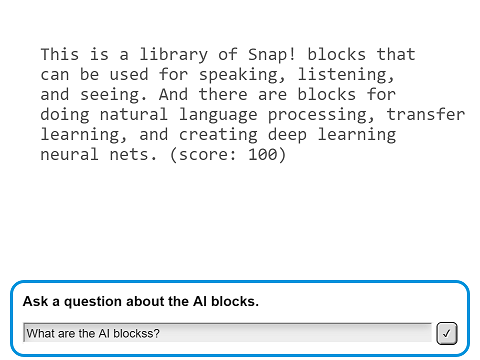 This is a library of Snap! blocks that
can be used for speaking, listening,
and seeing. And there are blocks for
doing natural language processing, transfer
learning, and creating deep learning
neural nets. (score: 100)
Ask a question about the AI blocks.
What are the AI blockss?
✓